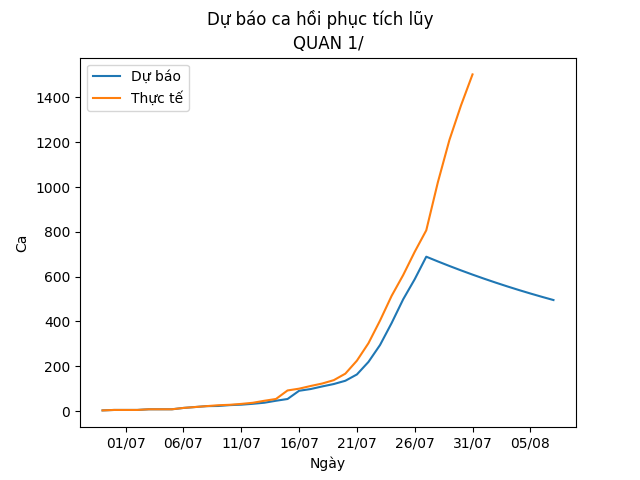 Dự báo ca hồi phục tích lũy
QUAN 1/
Dự báo
Thực tế
1400
1200
1000
800
600
400
200
0
Ca
01/07 06/07 11/07 16/07 21/07 26/07 31/07 05/08
Ngày